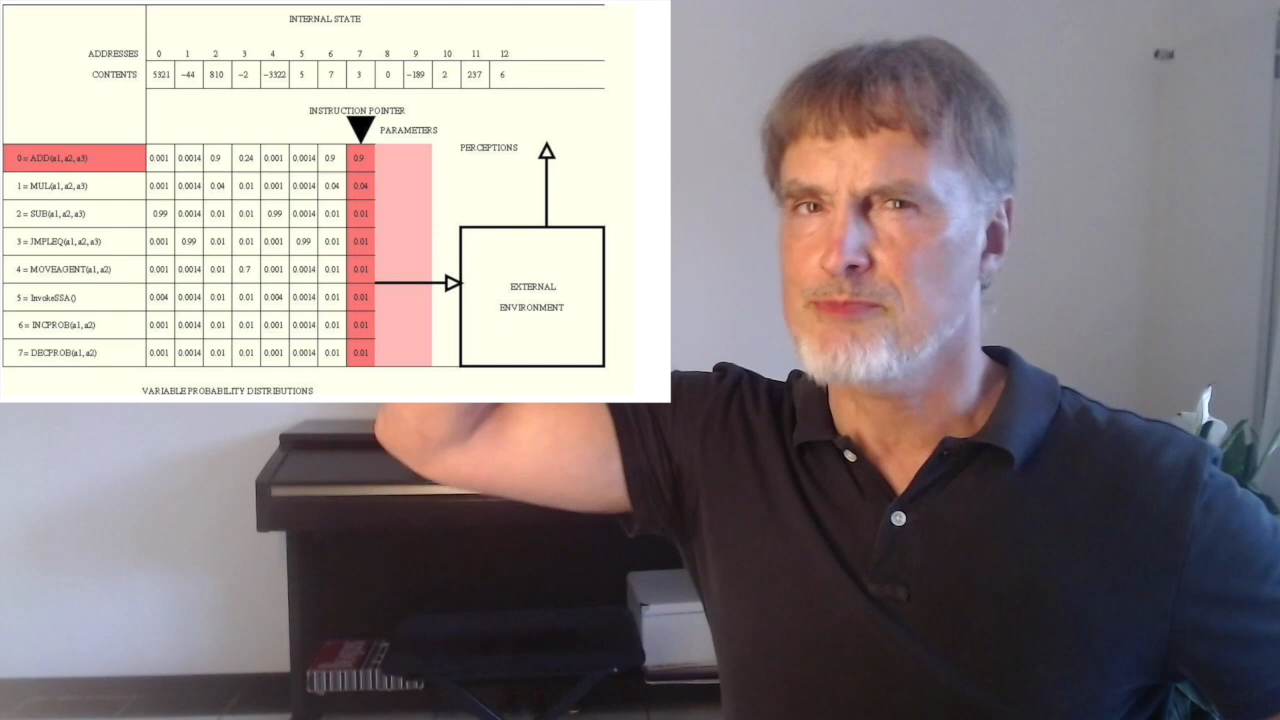 INTERNAL STATE
ADDRESSES 0 1 2 3 4 5 6 7 8 9 10 11 12
CONTENTS 5321 −44 810 −2 −3322 5 7 3 0 −189 2 237 6
INSTRUCTION POINTER
PARAMETERS
PERCEPTIONS
0 = ADD(a1, a2, a3) 0.001 0.0014 0.9 0.24 0.001 0.0014 0.9 0.9
1 = MUL(a1, a2, a3) 0.001 0.0014 0.04 0.01 0.001 0.0014 0.04 0.04
2 = SUB(a1, a2, a3) 0.99 0.0014 0.01 0.01 0.99 0.0014 0.01 0.01
3 = JMPLEQ(a1, a2, a3) 0.001 0.99 0.01 0.01 0.001 0.99 0.01 0.01
4 = MOVEAGENT(a1, a2) 0.001 0.0014 0.01 0.7 0.001 0.0014 0.01 0.01
5 = InvokeSSA() 0.004 0.0014 0.01 0.01 0.004 0.0014 0.01 0.01
6 = INCPROB(a1, a2) 0.001 0.0014 0.01 0.01 0.001 0.0014 0.01 0.01
7 = DECPROB(a1, a2) 0.001 0.0014 0.01 0.01 0.001 0.0014 0.01 0.01
EXTERNAL
ENVIRONMENT
VARIABLE PROBABILITY DISTRIBUTIONS